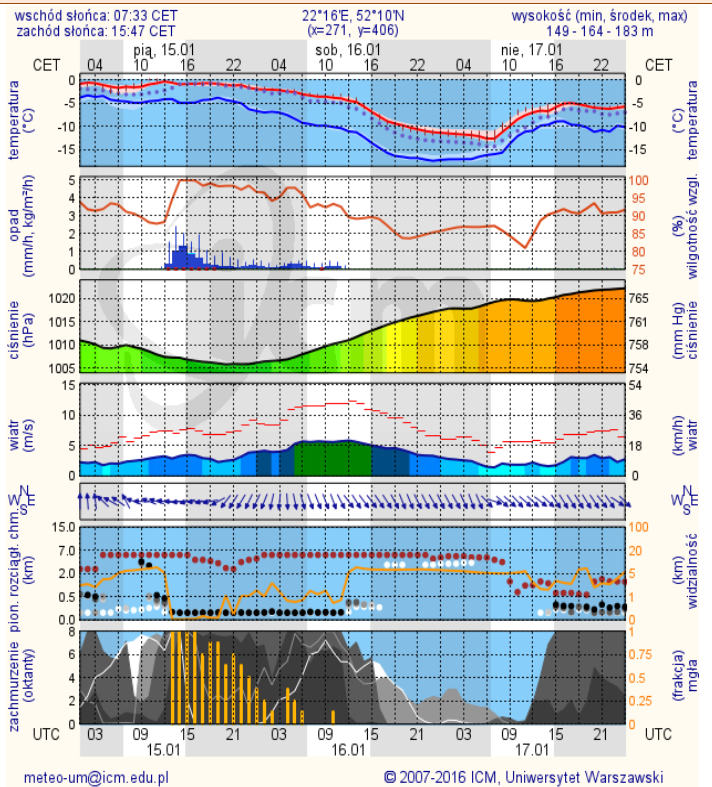 wschód słońca: 07:33 CET 22°16'E, 52°10'N wysokość (min, środek, max)
zachód słońca: 15:47 CET (x=271, y=406) 149 - 164 - 183 m
pią, 15.01 sob, 16.01 nie, 17.01
CET 04 10 16 22 04 10 16 22 04 10 16 22 CET
temperatura (°C)
0 -5 -10 -15
0 -5 -10 -15
temperatura (°C)
opad (mm/h, kg/m²/h)
5 4 3 2 1 0
100 95 90 85 80 75
(%) wilgotność wzgl.
ciśnienie (hPa)
1020 1015 1010 1005
765 761 758 754
(mm Hg) ciśnienie
wiatr (m/s)
15 10 5 0
54 36 18 0
(km/h) wiatr
N W E S
N W E S
pion. rozciągł. chm. (km)
15.0 7.0 2.0 0.5 0.0
100 20 5 1 0
(km) widzialność
zachmurzenie (oktanty)
8 6 4 2 0
1 0.75 0.5 0.25 0
(frakcja) mgła
UTC 03 09 15 21 03 09 15 21 03 09 15 21 UTC
15.01 16.01 17.01
meteo-um@icm.edu.pl © 2007-2016 ICM, Uniwersytet Warszawski